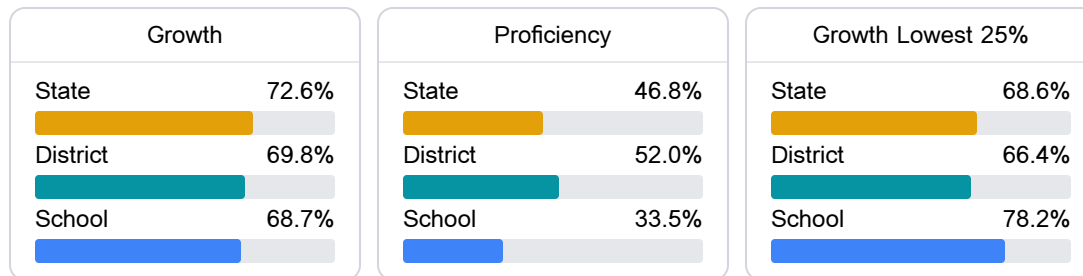 Growth
State 72.6%
District 69.8%
School 68.7%
Proficiency
State 46.8%
District 52.0%
School 33.5%
Growth Lowest 25%
State 68.6%
District 66.4%
School 78.2%